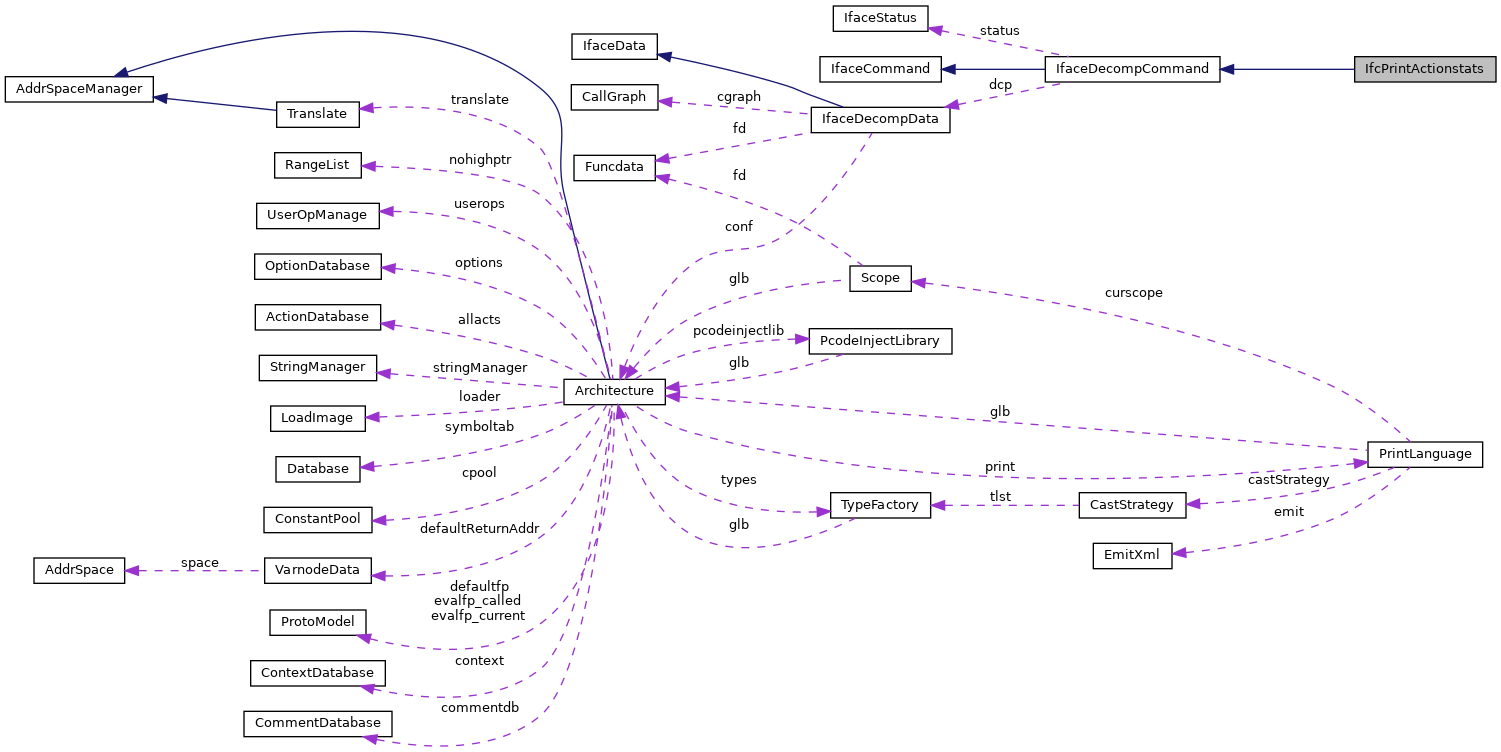 IfaceStatus
status
IfaceData
IfaceCommand
IfaceDecompCommand
IfcPrintActionstats
AddrSpaceManager
dcp
translate
cgraph
CallGraph
Translate
IfaceDecompData
fd
nohighptr
RangeList
Funcdata
fd
userops
UserOpManage
conf
options
OptionDatabase
glb
Scope
curscope
allacts
ActionDatabase
pcodeinjectlib
PcodeInjectLibrary
glb
stringManager
StringManager
Architecture
loader
LoadImage
glb
symboltab
Database
PrintLanguage
print
cpool
types
castStrategy
tlst
TypeFactory
CastStrategy
emit
ConstantPool
defaultReturnAddr
glb
EmitXml
space
AddrSpace
VarnodeData
defaultfp
evalfp_called
evalfp_current
ProtoModel
context
ContextDatabase
commentdb
CommentDatabase